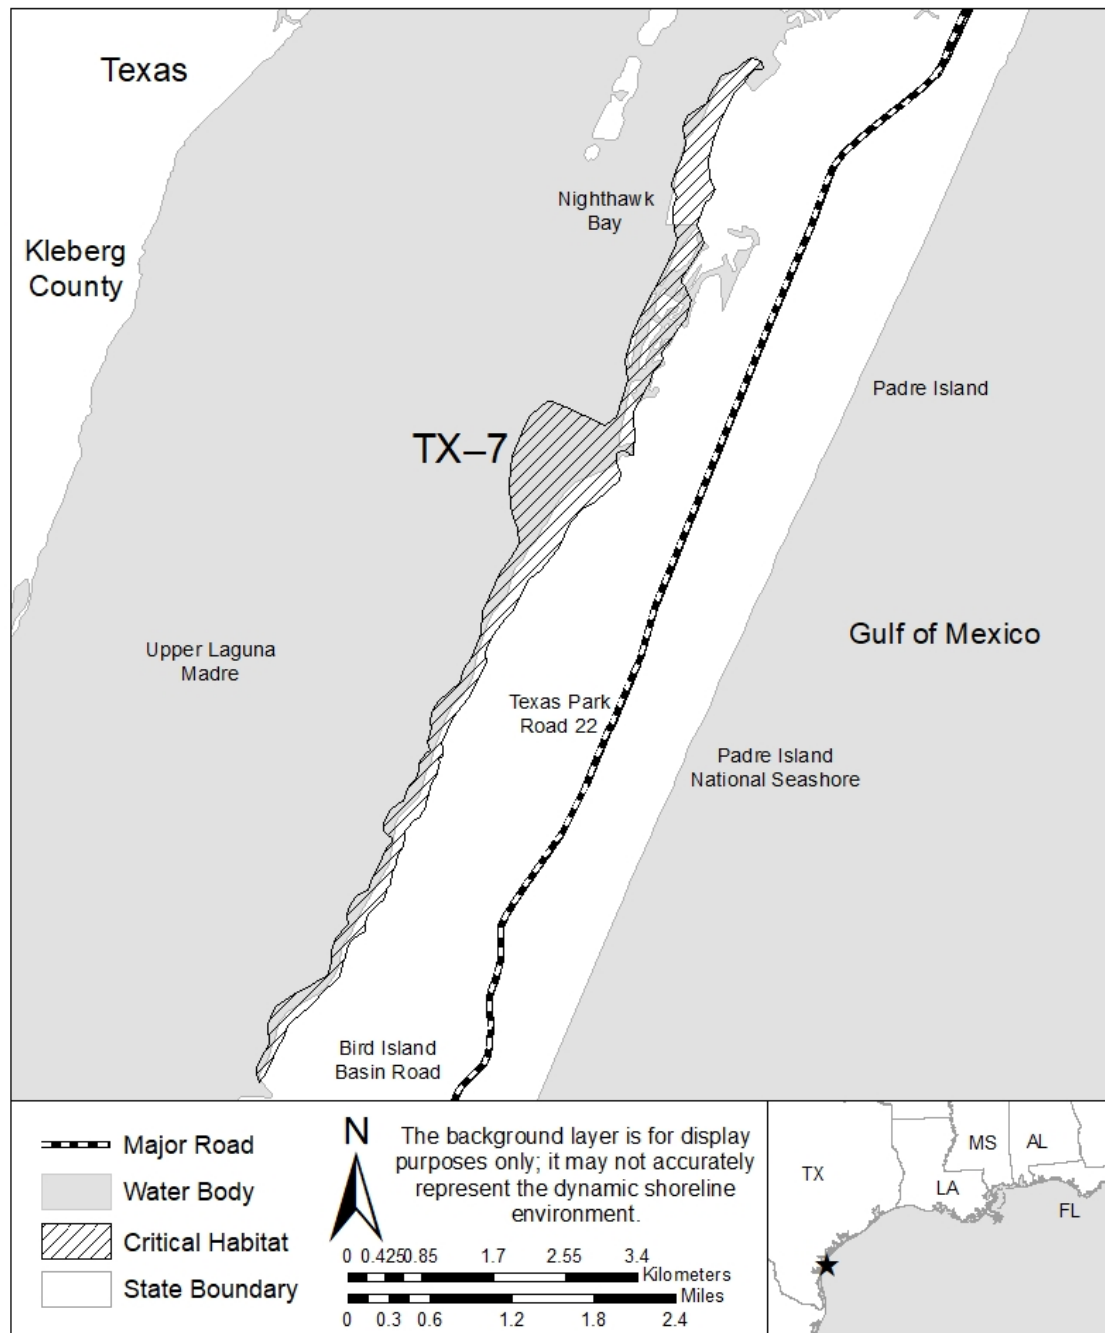 Texas
Nighthawk
Bay
Kleberg
County
Padre Island
TX–7
Gulf of Mexico
Upper Laguna
Madre
Texas Park
Road 22
Padre Island
National Seashore
Bird Island
Basin Road
Major Road
Water Body
Critical Habitat
State Boundary
N
The background layer is for display
purposes only; it may not accurately
represent the dynamic shoreline
environment.
0 0.425 0.85 1.7 2.55 3.4
Kilometers
Miles
0 0.3 0.6 1.2 1.8 2.4
TX
MS
AL
LA
FL